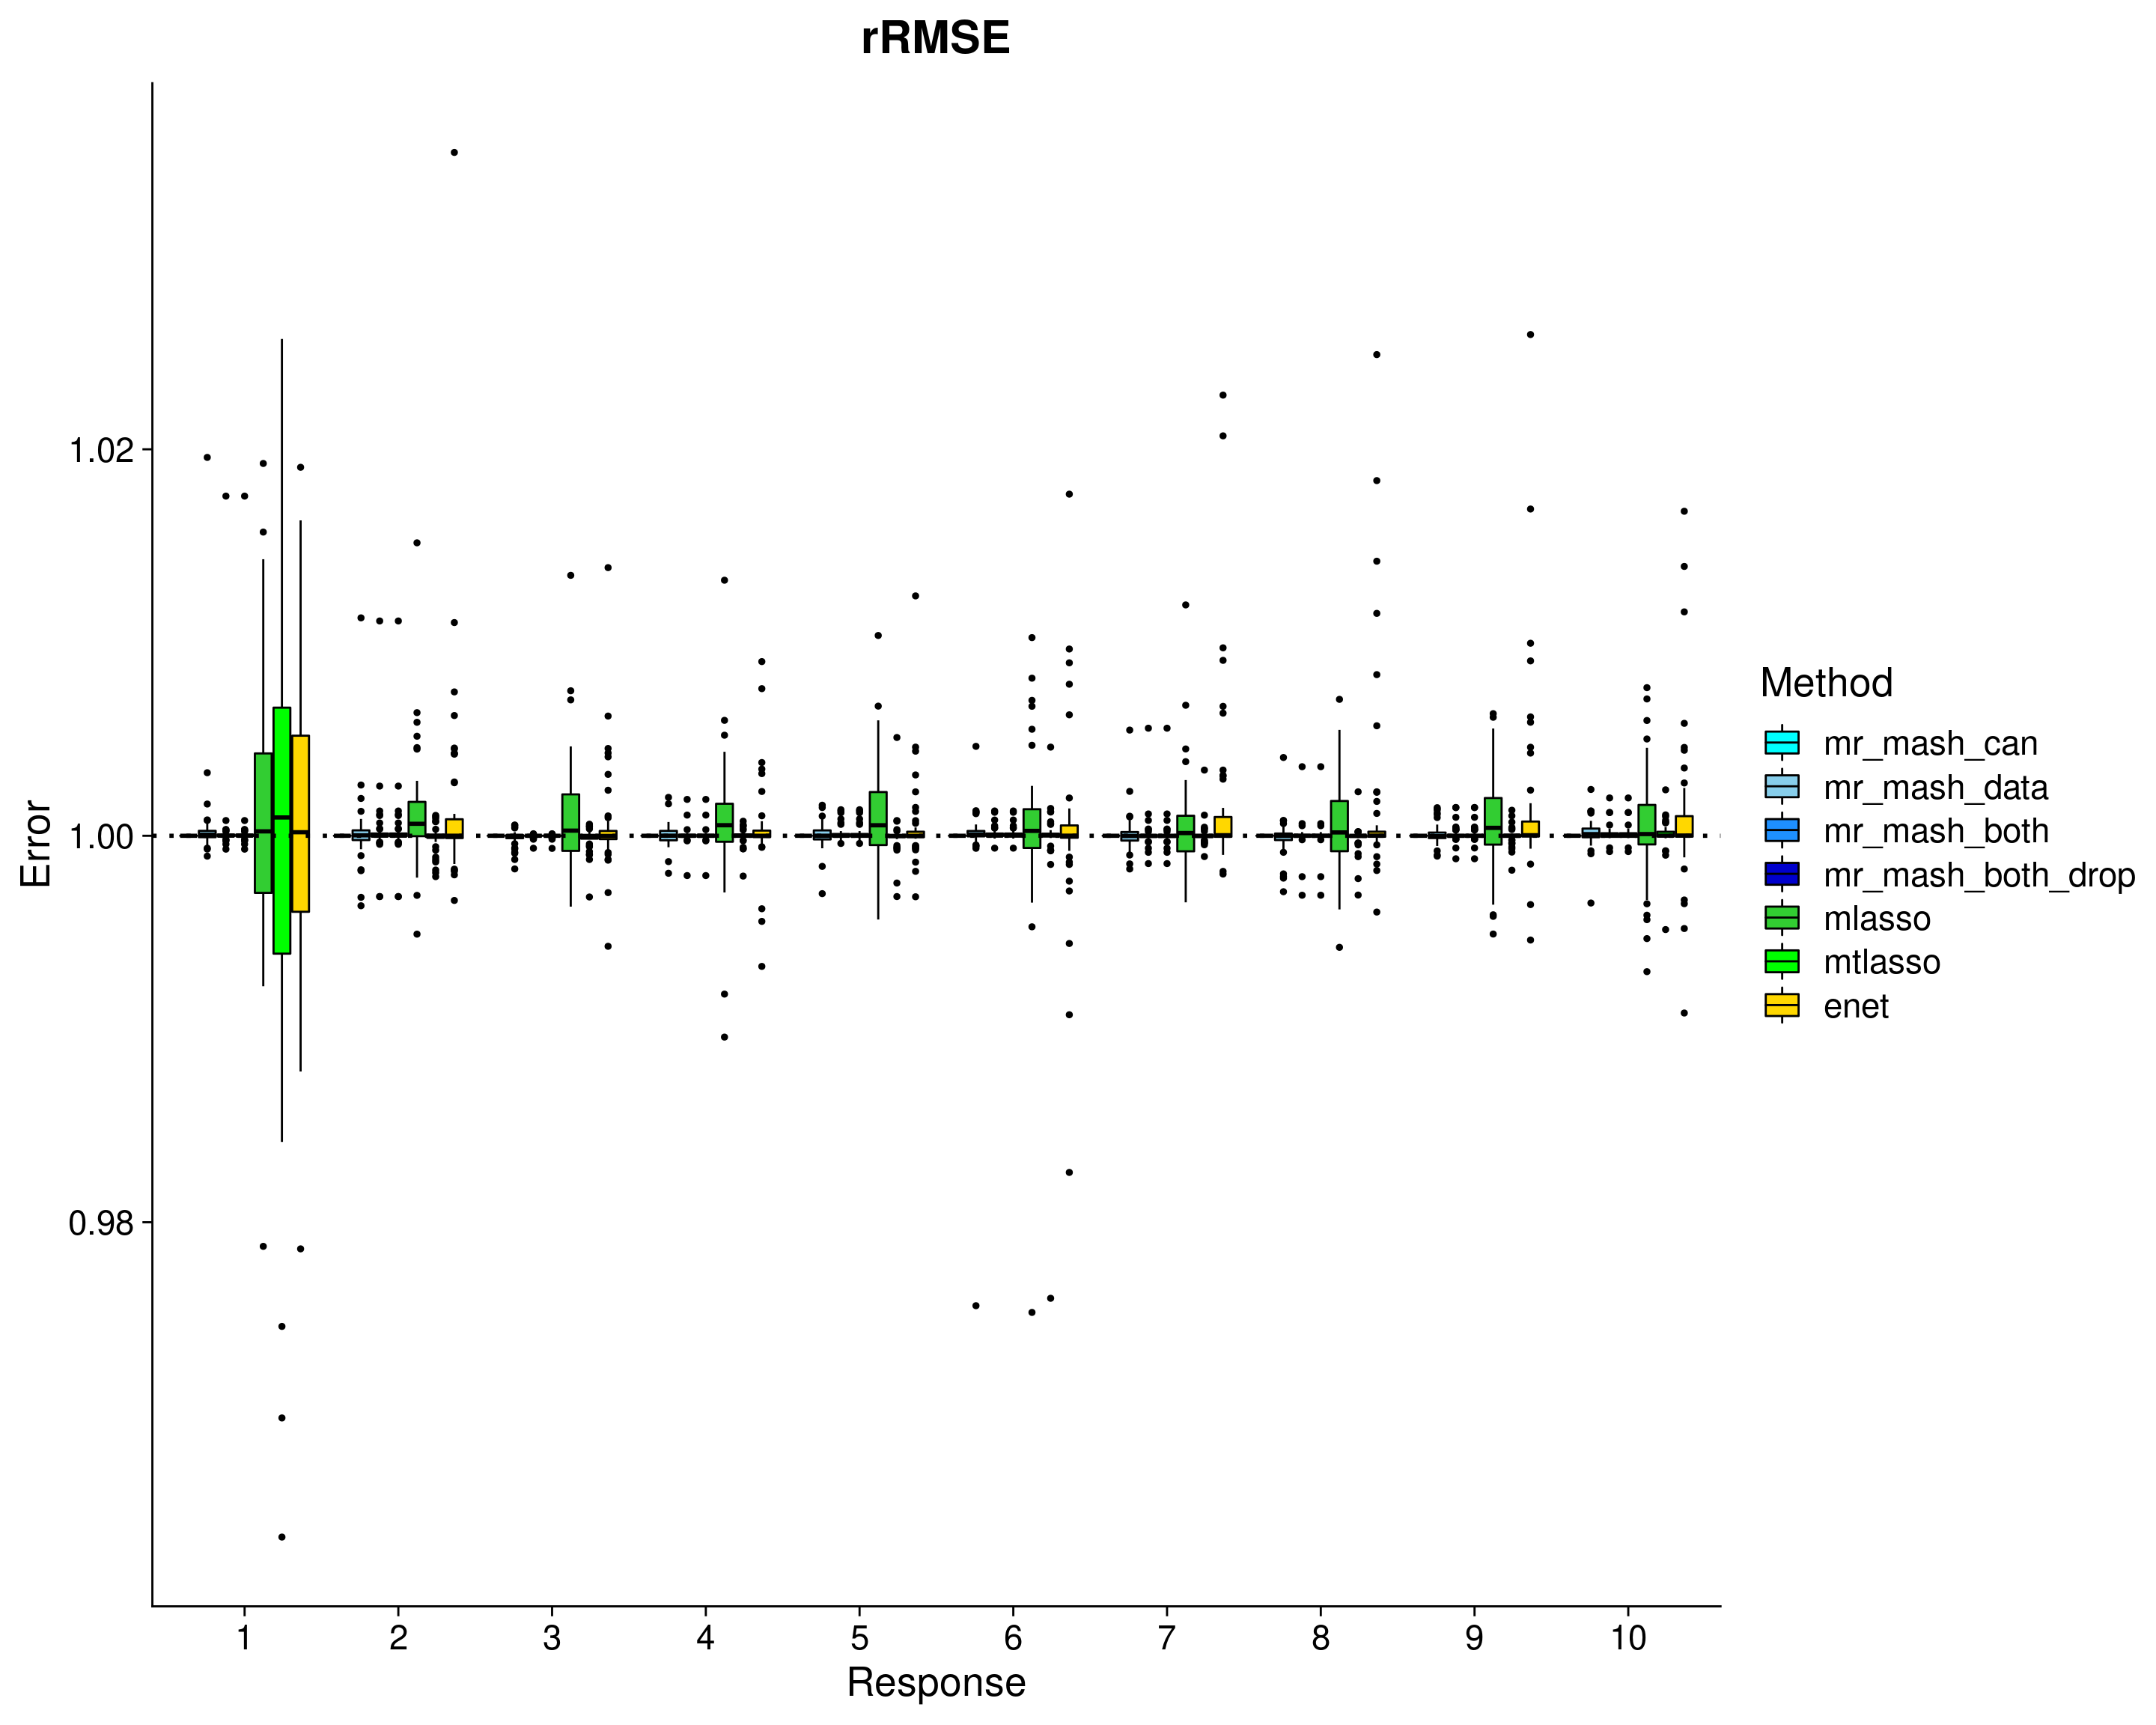 rRMSE
Error
1.02
1.00
0.98
1 2 3 4 5 6 7 8 9 10
Response
Method
mr_mash_can
mr_mash_data
mr_mash_both
mr_mash_both_drop
mlasso
mtlasso
enet